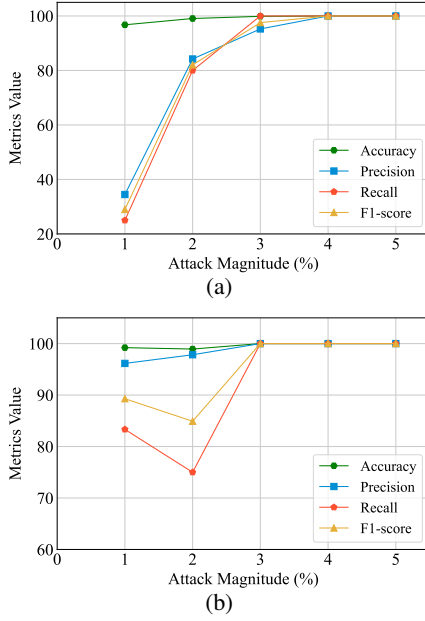 100
80
60
40
20
Metrics Value
Accuracy
Precision
Recall
F1-score
0 1 2 3 4 5
Attack Magnitude (%)
(a)
100
90
80
70
60
Metrics Value
Accuracy
Precision
Recall
F1-score
0 1 2 3 4 5
Attack Magnitude (%)
(b)